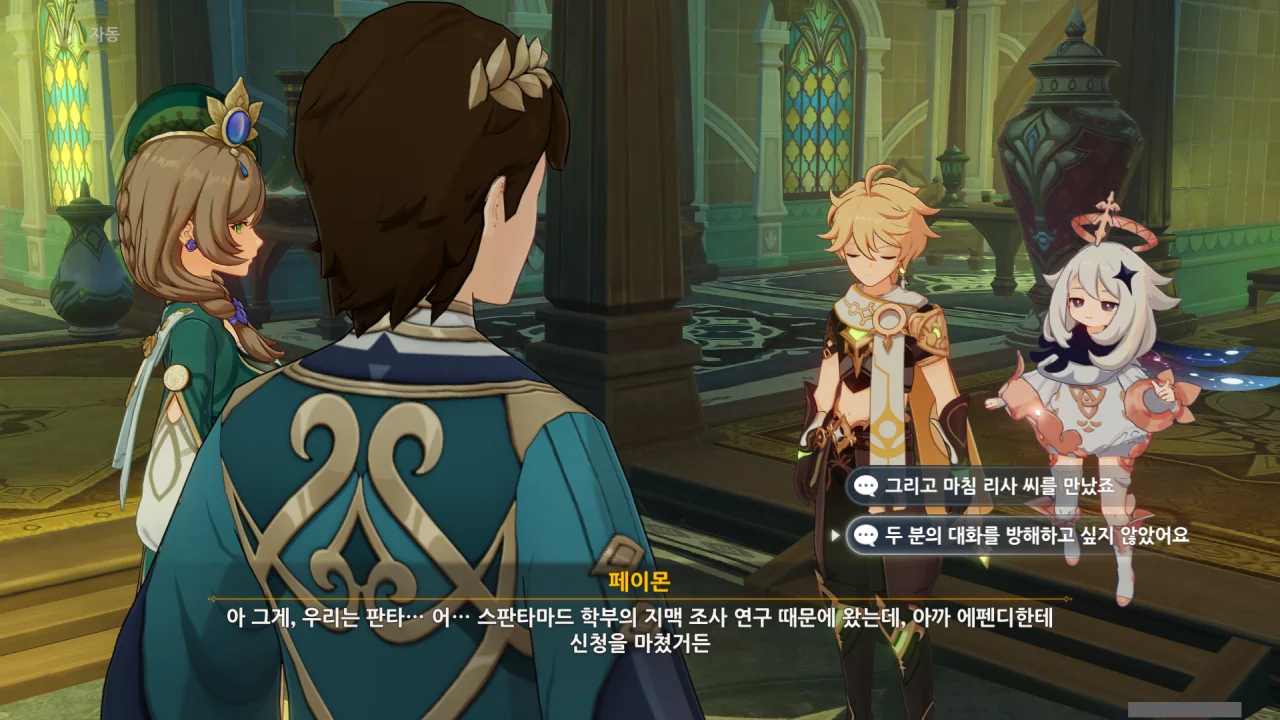 자동
그리고 마침 리사 씨를 만났죠
두 분의 대화를 방해하고 싶지 않았어요
페이몬
아 그게, 우리는 판타… 어… 스판타마드 학부의 지맥 조사 연구 때문에 왔는데, 아까 에펜디한테
신청을 마쳤거든